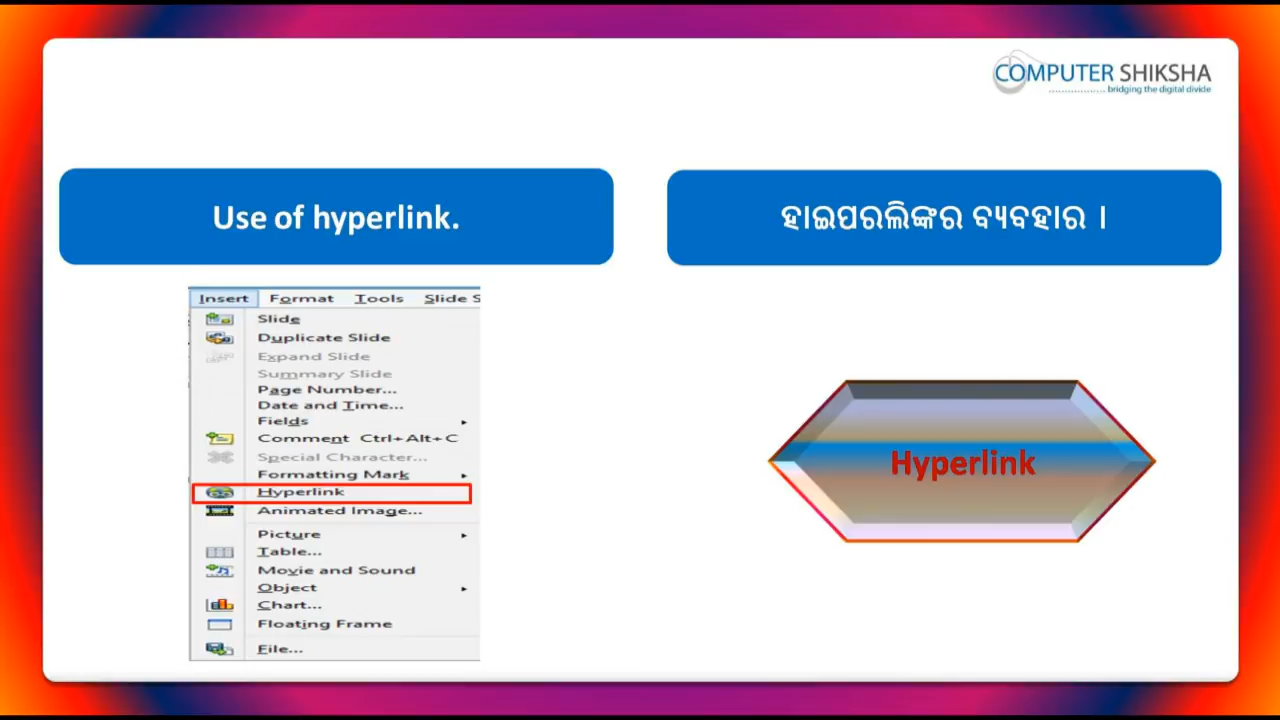 COMPUTER SHIKSHA
bridging the digital divide
Use of hyperlink.
ହାଇପରଲିଙ୍କର ବ୍ୟବହାର ।
Insert Format Tools Slide S
Slide
Duplicate Slide
Expand Slide
Summary Slide
Page Number...
Date and Time...
Fields
Comment Ctrl+Alt+C
Special Character...
Formatting Mark
Hyperlink
Animated Image...
Picture
Table...
Movie and Sound
Object
Chart...
Floating Frame
File...
Hyperlink